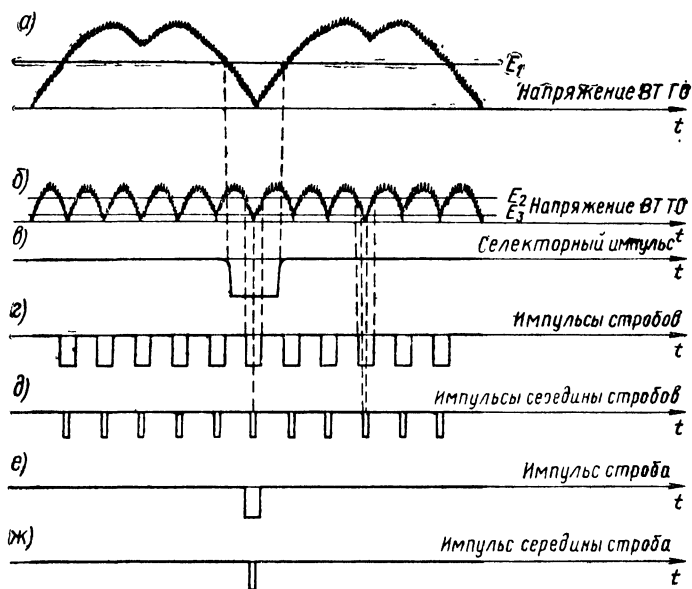 а)
E₁
Напряжение ВТ ГО
t
б)
E₂
E₃
Напряжение ВТ ТО
t
в)
Селекторный импульс
t
г)
Импульсы стробов
t
д)
Импульсы середины стробов
t
е)
Импульс строба
t
ж)
Импульс середины строба
t